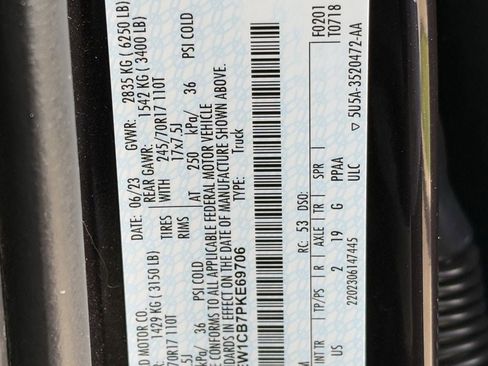 D MOTOR CO.
DATE: 06/23 GVWR: 2835 KG (6250 LB)
1429 KG (3150 LB) REAR GAWR: 1542 KG (3400 LB)
70R17 110T TIRES WITH 245/70R17 110T
5J RIMS 17x7.5J
kPa/ 36 PSI COLD AT 250 kPa/ 36 PSI COLD
S TO ALL APPLICABLE FEDERAL MOTOR VEHICLE
IN EFFECT ON THE DATE OF MANUFACTURE SHOWN ABOVE.
EW1CB7PKE69706 TYPE: Truck
F0201
T0718
RC: 53 DSO:
INT TR TP/PS R AXLE TR SPR
US 2 19 G PPAA
ULC
2202306147445 ▽ 5U5A-3520472-AA